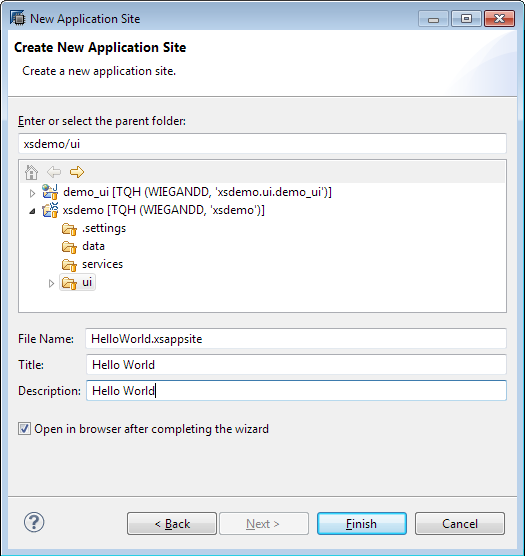 New Application Site
Create New Application Site
Create a new application site.
Enter or select the parent folder:
xsdemo/ui
demo_ui [TQH (WIEGANDD, 'xsdemo.ui.demo_ui')]
xsdemo [TQH (WIEGANDD, 'xsdemo')]
.settings
data
services
ui
File Name: HelloWorld.xsappsite
Title: Hello World
Description: Hello World
Open in browser after completing the wizard
? < Back Next > Finish Cancel